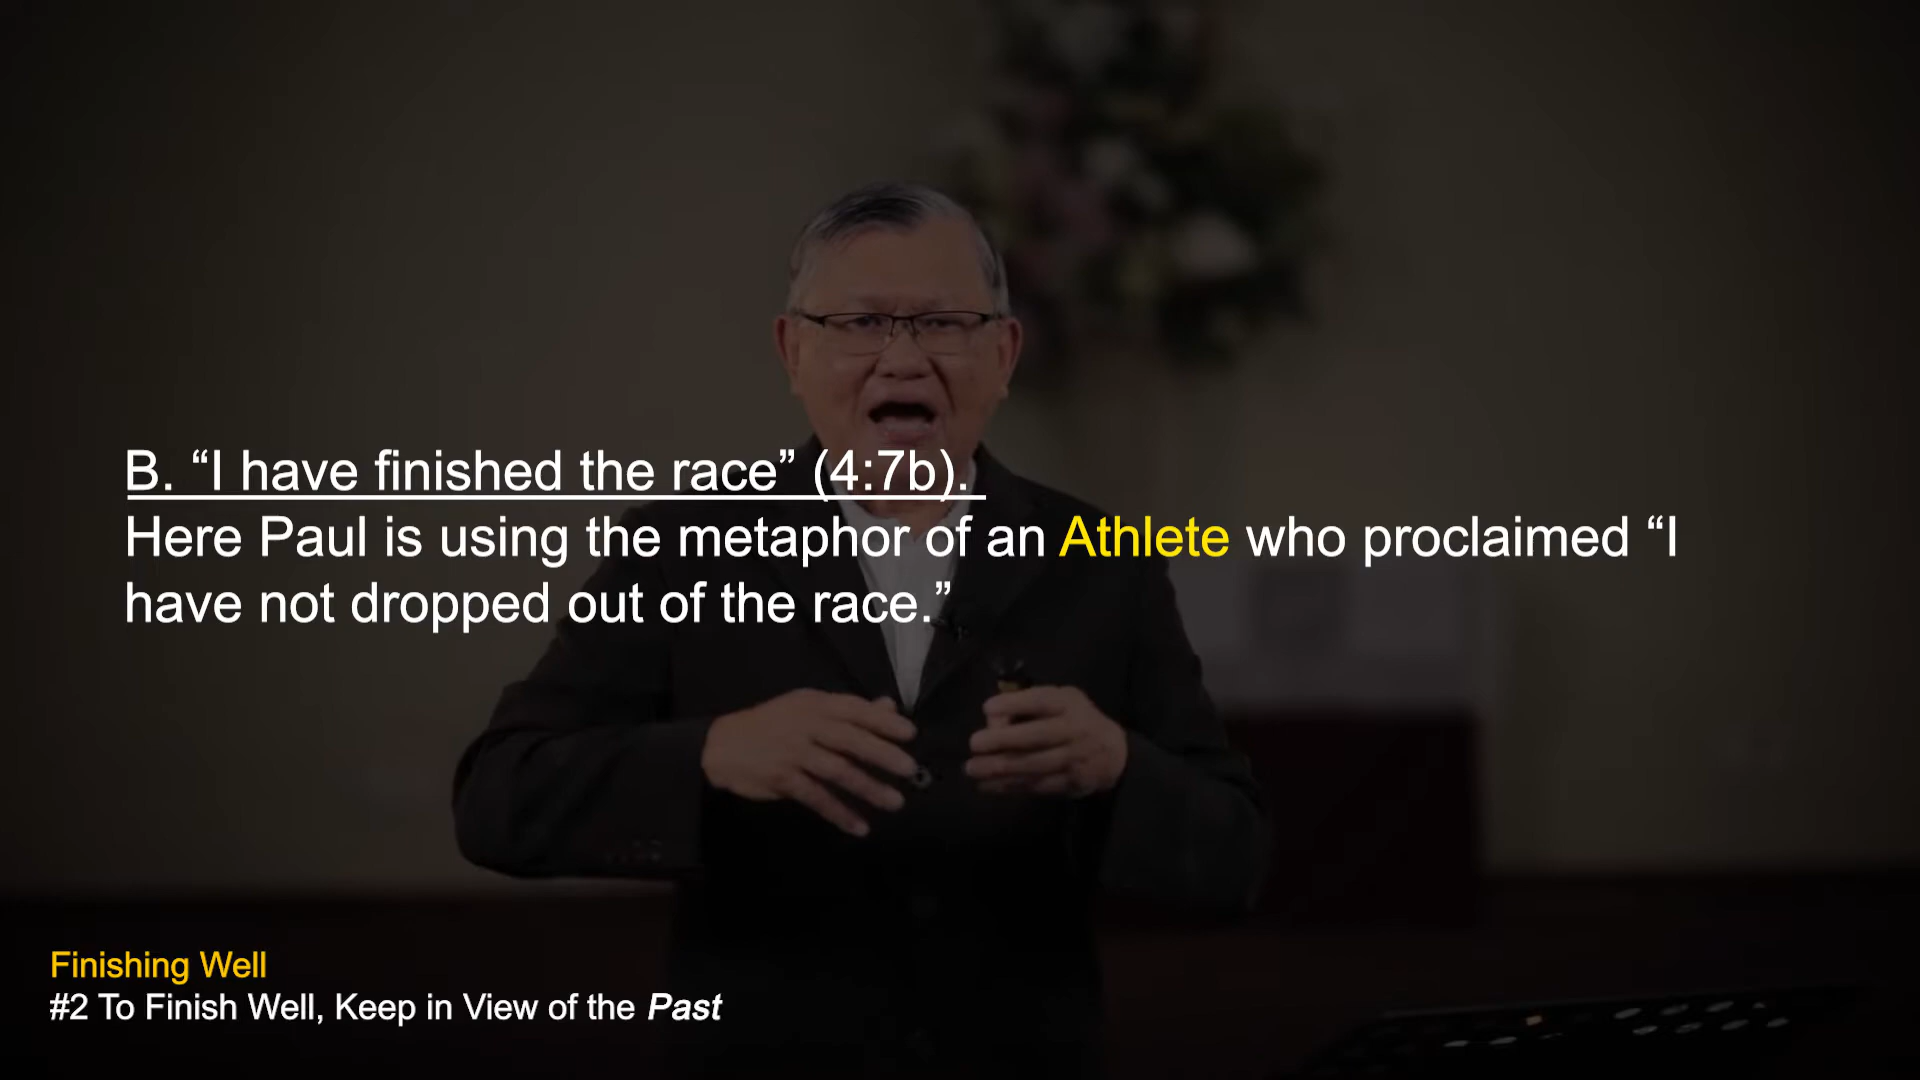 B. “I have finished the race” (4:7b).
Here Paul is using the metaphor of an Athlete who proclaimed “I
have not dropped out of the race.”
Finishing Well
#2 To Finish Well, Keep in View of the Past